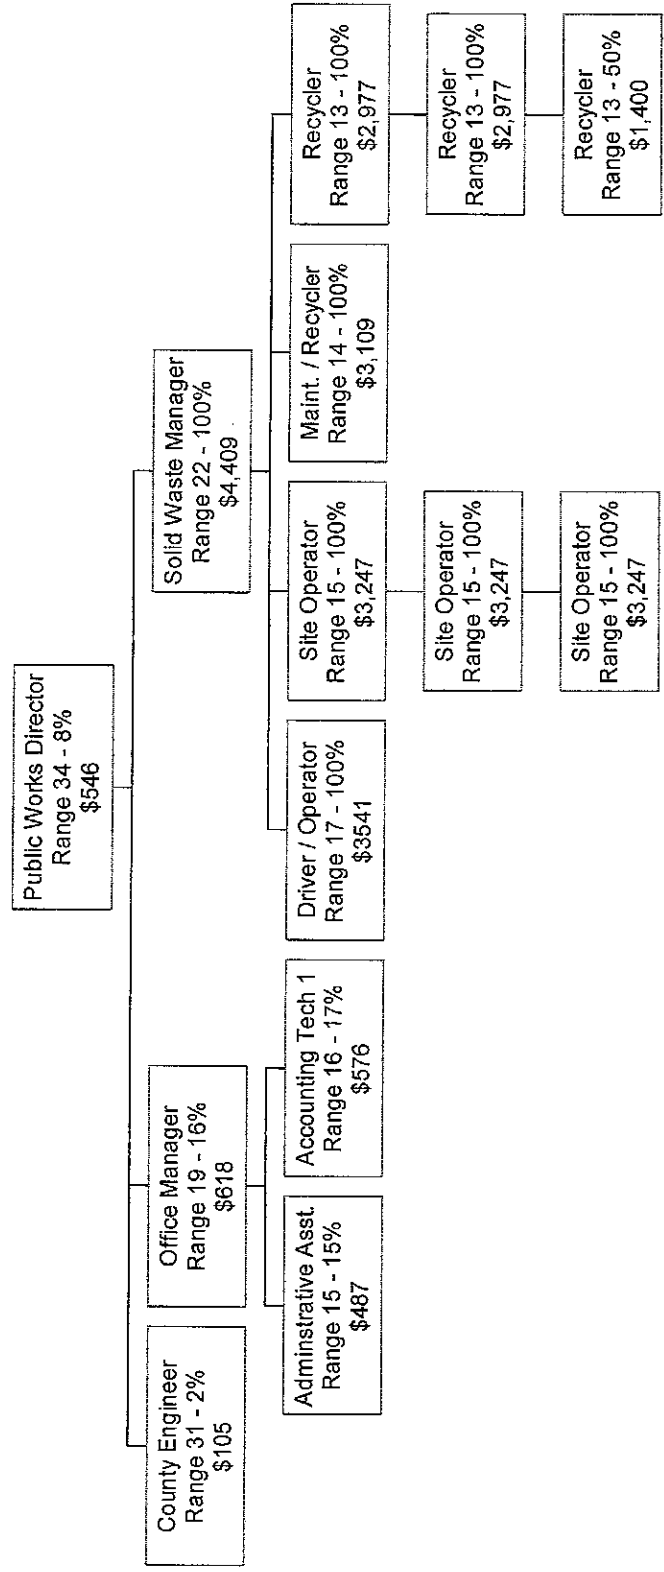 Public Works Director
Range 34 - 8%
$546
County Engineer
Range 31 - 2%
$105
Office Manager
Range 19 - 16%
$618
Solid Waste Manager
Range 22 - 100%
$4,409
Adminstrative Asst.
Range 15 - 15%
$487
Accounting Tech 1
Range 16 - 17%
$576
Driver / Operator
Range 17 - 100%
$3541
Site Operator
Range 15 - 100%
$3,247
Maint. / Recycler
Range 14 - 100%
$3,109
Recycler
Range 13 - 100%
$2,977
Site Operator
Range 15 - 100%
$3,247
Recycler
Range 13 - 100%
$2,977
Site Operator
Range 15 - 100%
$3,247
Recycler
Range 13 - 50%
$1,400